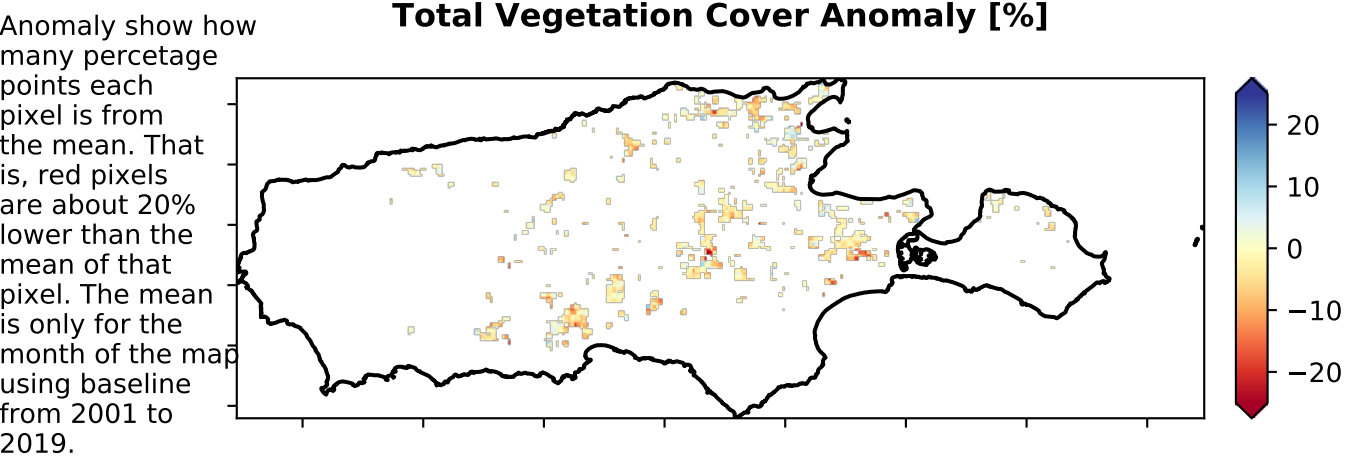 Total Vegetation Cover Anomaly [%]
Anomaly show how
many percetage
points each
pixel is from
the mean. That
is, red pixels
are about 20%
lower than the
mean of that
pixel. The mean
is only for the
month of the map
using baseline
from 2001 to
2019.
20
10
0
−10
−20